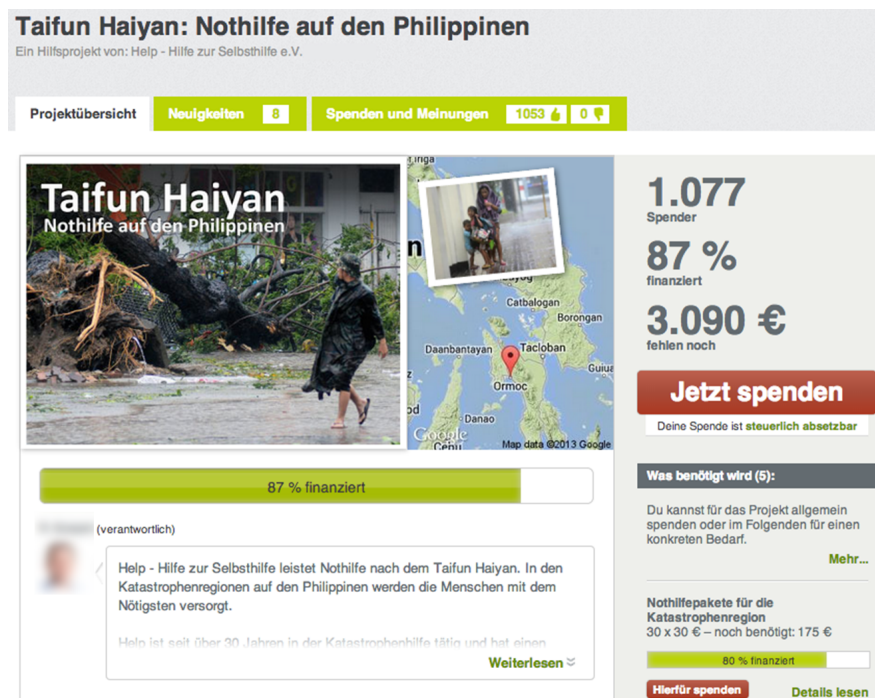 Taifun Haiyan: Nothilfe auf den Philippinen
Ein Hilfsprojekt von: Help - Hilfe zur Selbsthilfe e.V.
Projektübersicht
Neuigkeiten 8
Spenden und Meinungen 1053 0
Taifun Haiyan
Nothilfe auf den Philippinen
Iriga
Catbalogan
Borongan
Daanbantayan
Tacloban
Guiua
Ormoc
Danao
Google
Cebu
Map data ©2013 Google
87 % finanziert
(verantwortlich)
Help - Hilfe zur Selbsthilfe leistet Nothilfe nach dem Taifun Haiyan. In den
Katastrophenregionen auf den Philippinen werden die Menschen mit dem
Nötigsten versorgt.
Help ist seit über 30 Jahren in der Katastrophenhilfe tätig und hat einen
Weiterlesen
1.077
Spender
87 %
finanziert
3.090 €
fehlen noch
Jetzt spenden
Deine Spende ist steuerlich absetzbar
Was benötigt wird (5):
Du kannst für das Projekt allgemein
spenden oder im Folgenden für einen
konkreten Bedarf.
Mehr...
Nothilfepakete für die
Katastrophenregion
30 x 30 € – noch benötigt: 175 €
80 % finanziert
Hierfür spenden
Details lesen